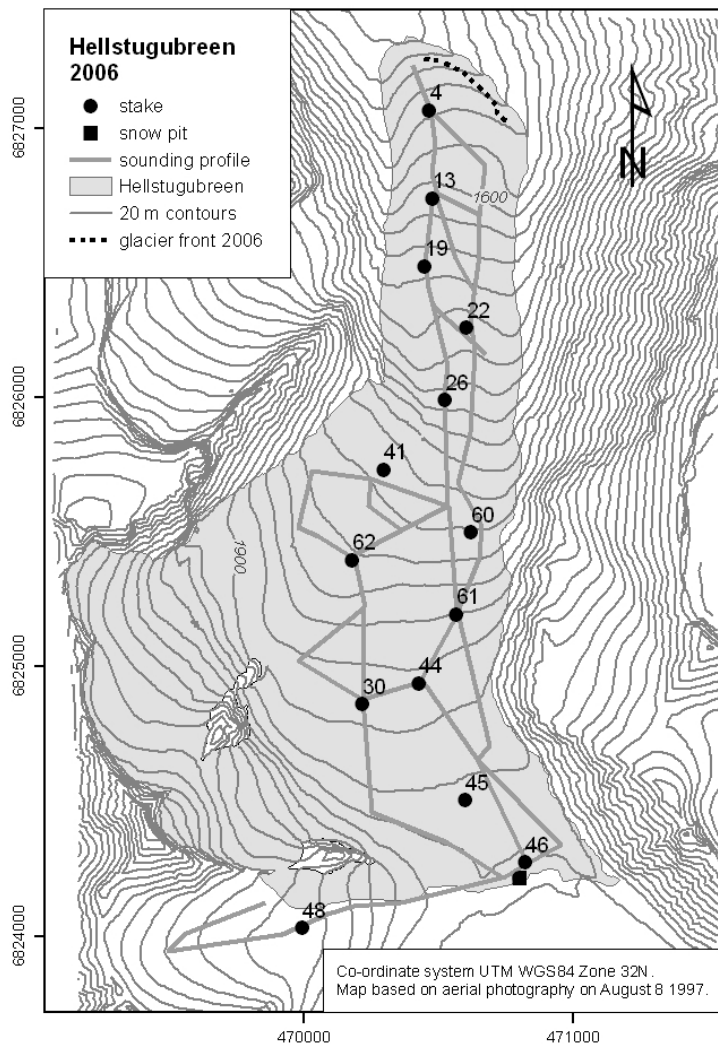 Hellstugubreen
2006
stake
snow pit
sounding profile
Hellstugubreen
20 m contours
glacier front 2006
N
4
6827000
13
1600
19
22
6826000
26
41
60
62
1900
61
6825000
44
30
45
46
48
6824000
Co-ordinate system UTM WGS84 Zone 32N.
Map based on aerial photography on August 8 1997.
470000
471000